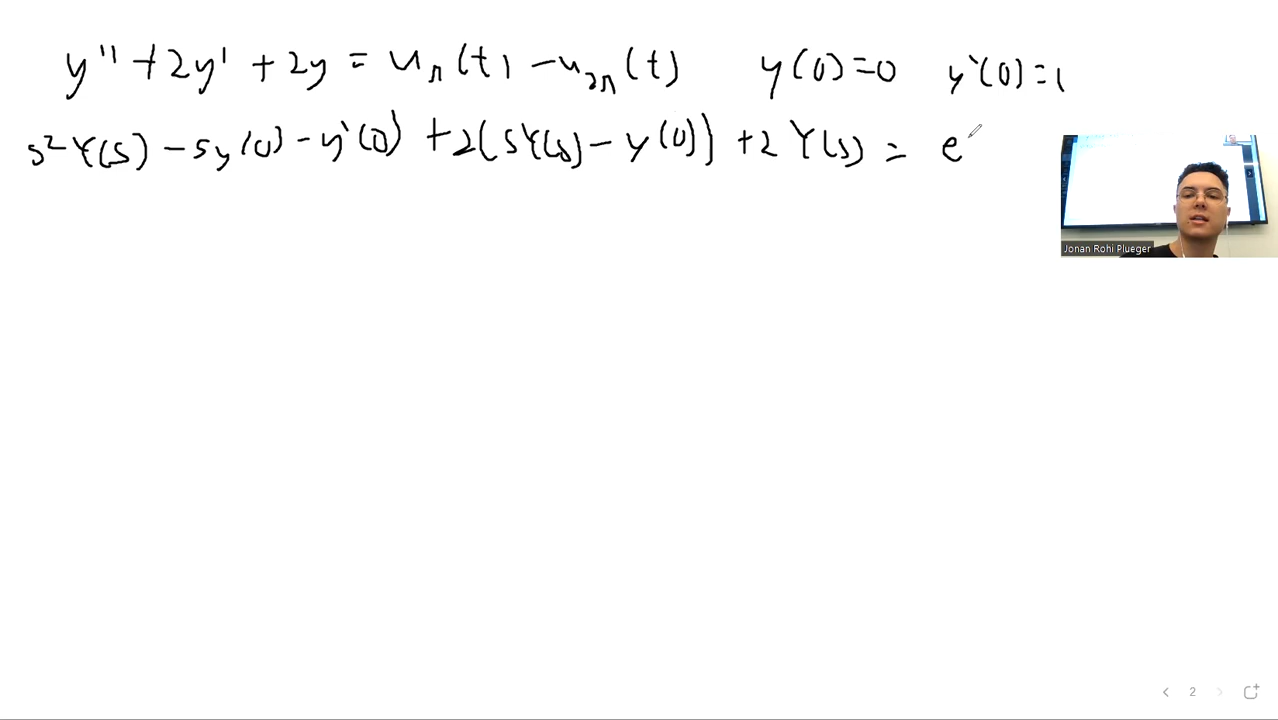 y'' + 2y' + 2y = u_π(t) - u_2π(t) y(0)=0 y'(0)=1
s²Y(s) - sy(0) - y'(0) + 2(sY(s) - y(0)) + 2Y(s) = e
Jonan Rohi Plueger
2